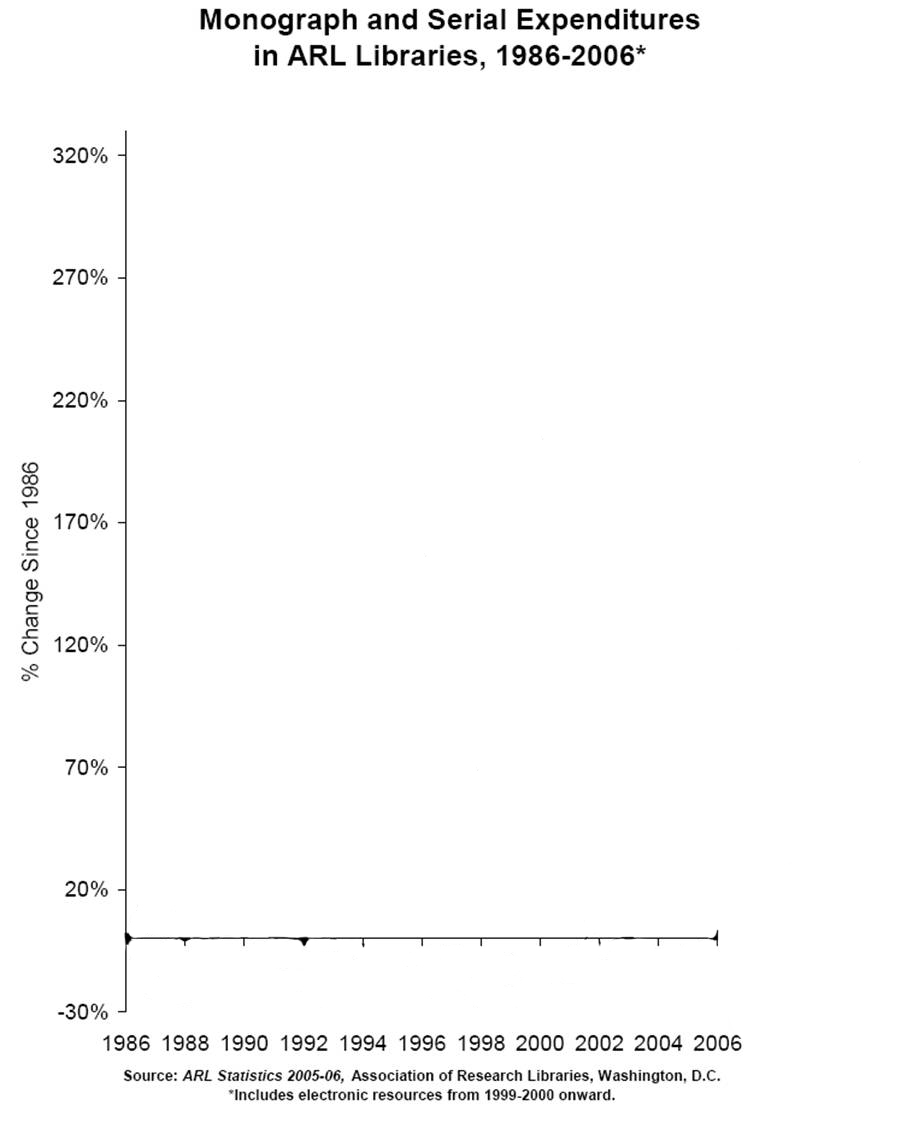 Monograph and Serial Expenditures
in ARL Libraries, 1986-2006*
320%
270%
220%
170%
120%
70%
20%
-30%
% Change Since 1986
1986 1988 1990 1992 1994 1996 1998 2000 2002 2004 2006
Source: ARL Statistics 2005-06, Association of Research Libraries, Washington, D.C.
*Includes electronic resources from 1999-2000 onward.